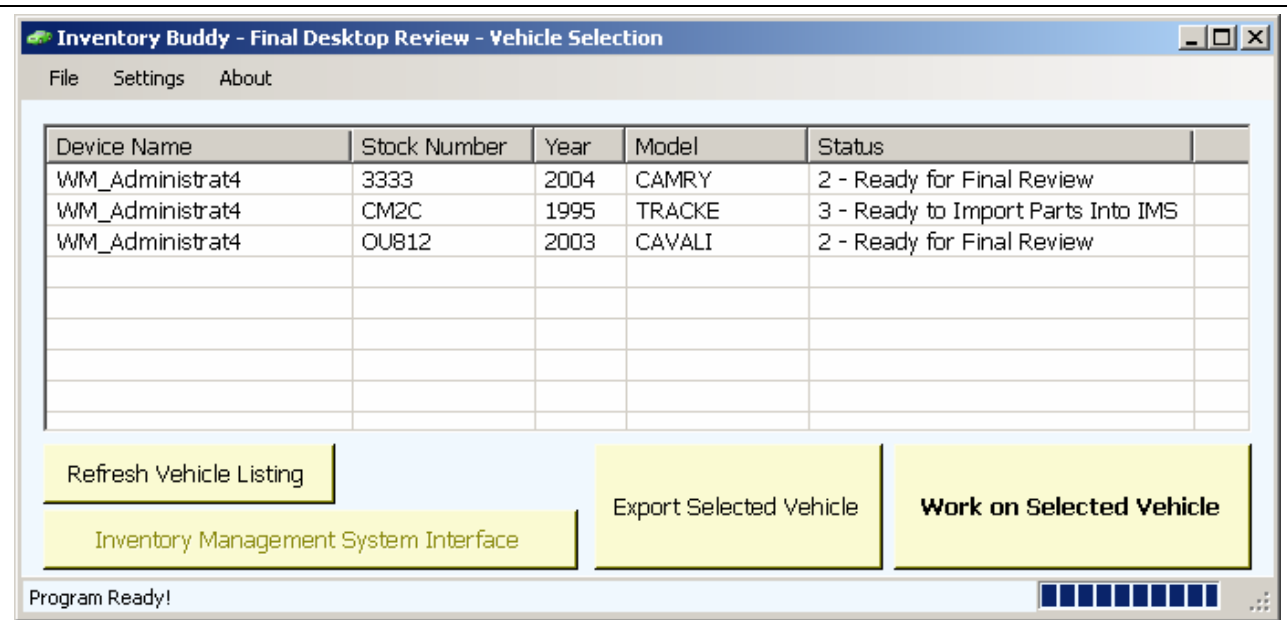 Inventory Buddy - Final Desktop Review - Vehicle Selection
File Settings About
Device Name Stock Number Year Model Status
WM_Administrat4 3333 2004 CAMRY 2 - Ready for Final Review
WM_Administrat4 CM2C 1995 TRACKE 3 - Ready to Import Parts Into IMS
WM_Administrat4 OU812 2003 CAVALI 2 - Ready for Final Review
Refresh Vehicle Listing
Export Selected Vehicle Work on Selected Vehicle
Inventory Management System Interface
Program Ready!